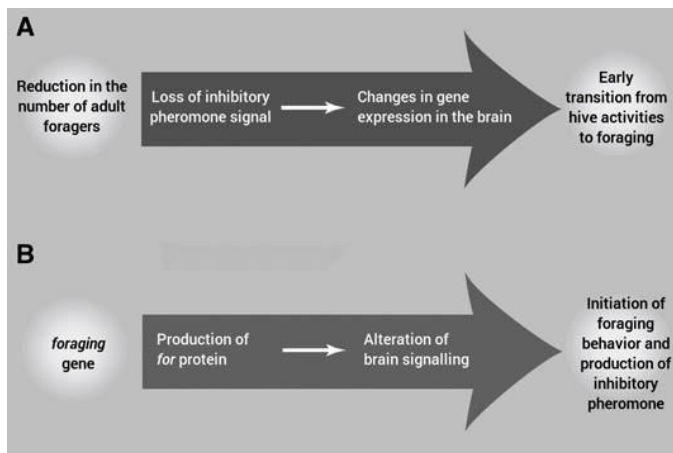 A
Reduction in the
number of adult
foragers
Loss of inhibitory
pheromone signal
Changes in gene
expression in the brain
Early
transition from
hive activities
to foraging
B
foraging
gene
Production of
for protein
Alteration of
brain signalling
Initiation of
foraging
behavior and
production of
inhibitory
pheromone